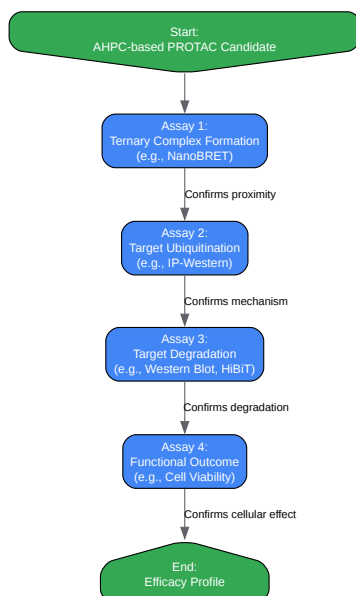 Start:
AHPC-based PROTAC Candidate
Assay 1:
Ternary Complex Formation
(e.g., NanoBRET)
Confirms proximity
Assay 2:
Target Ubiquitination
(e.g., IP-Western)
Confirms mechanism
Assay 3:
Target Degradation
(e.g., Western Blot, HiBiT)
Confirms degradation
Assay 4:
Functional Outcome
(e.g., Cell Viability)
Confirms cellular effect
End:
Efficacy Profile